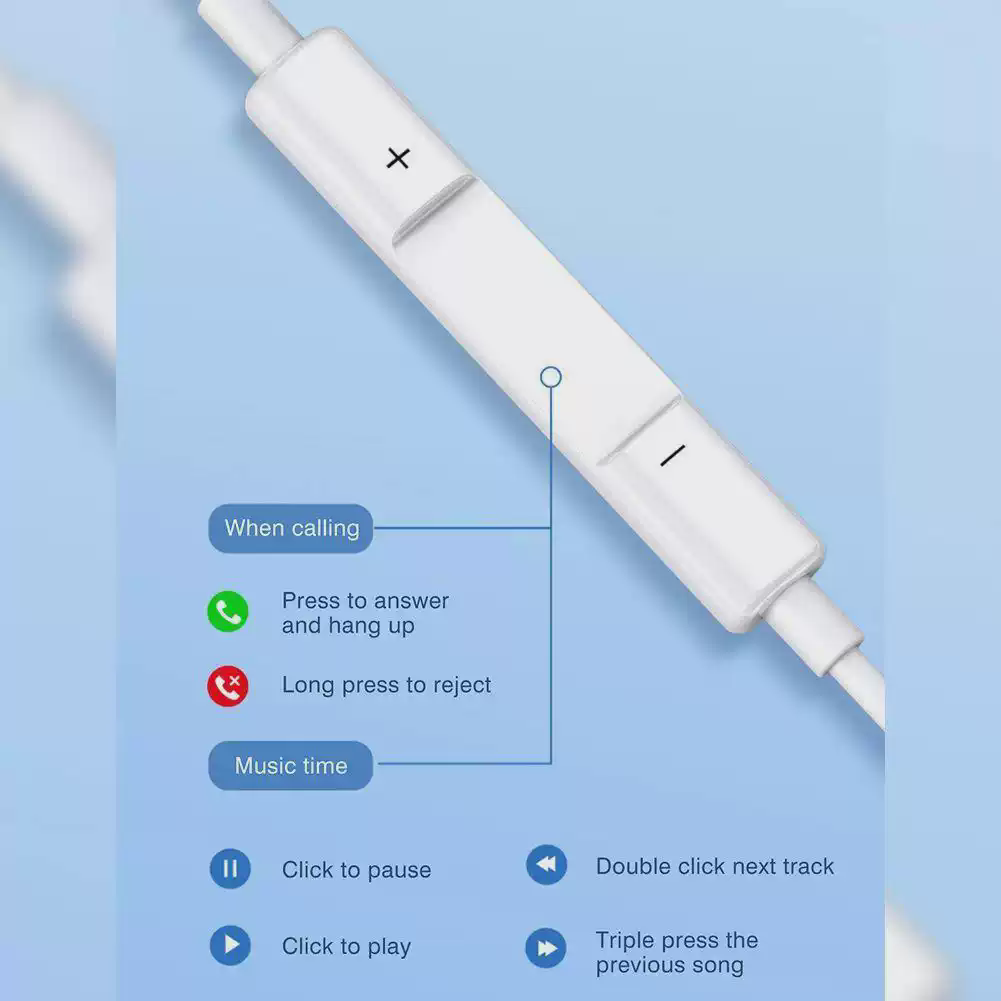 +
−
When calling
Press to answer
and hang up
Long press to reject
Music time
Click to pause
Double click next track
Click to play
Triple press the
previous song